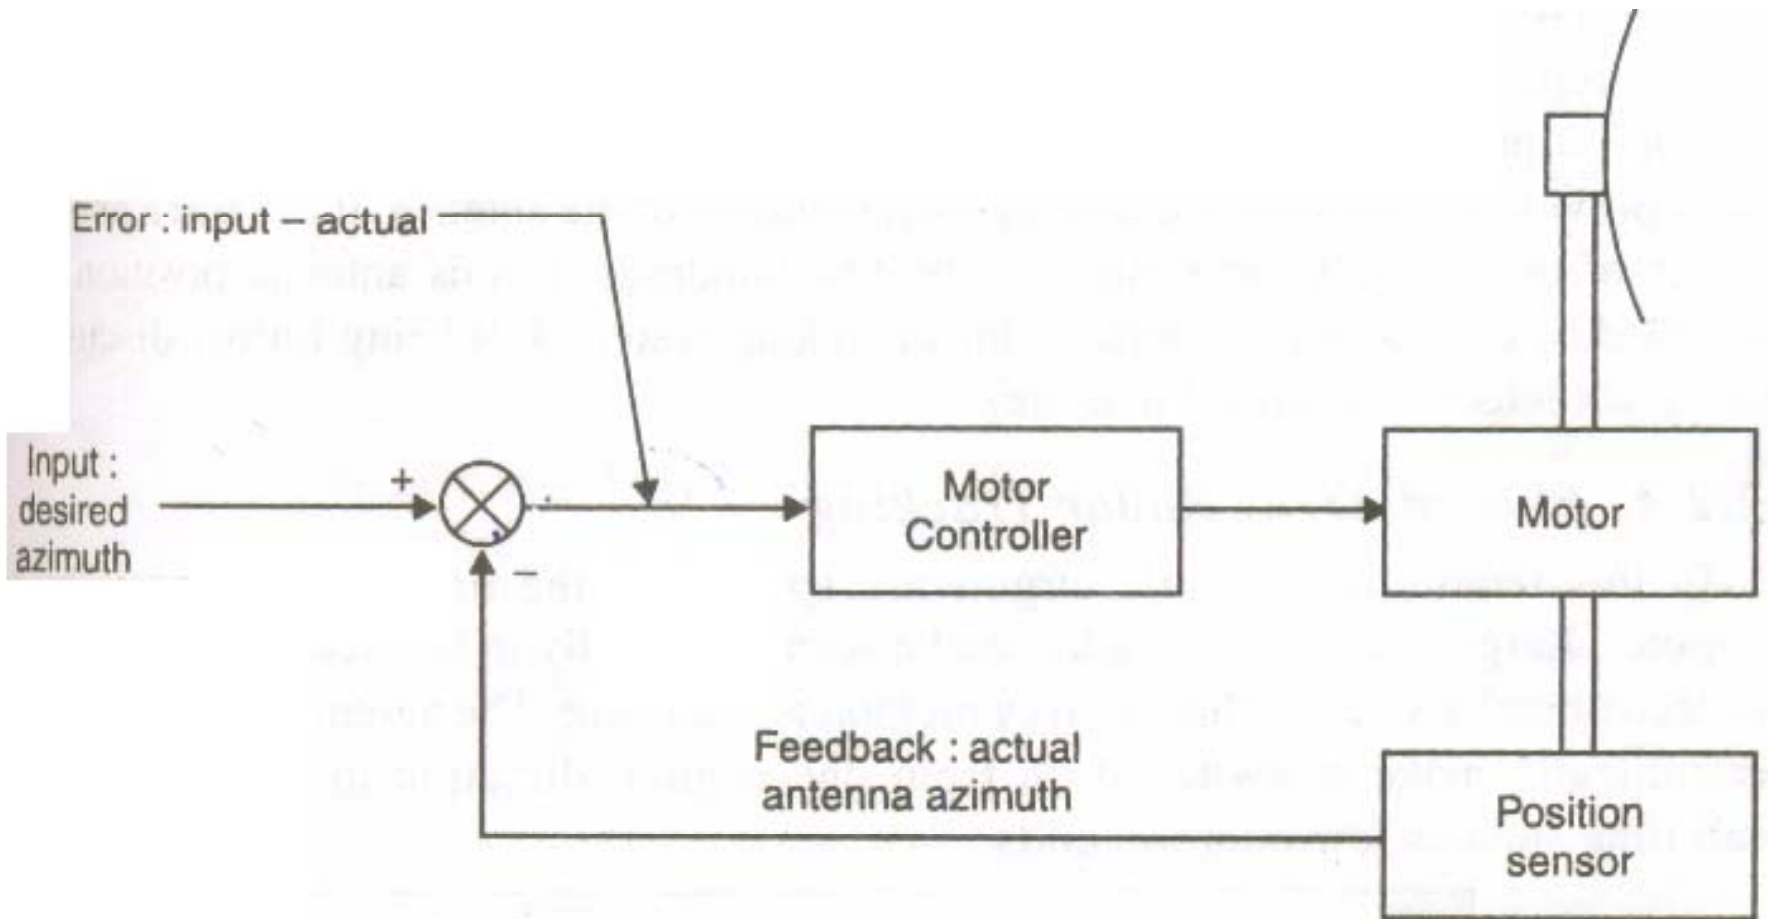 Error : input – actual
Input :
desired
azimuth
+
–
Motor
Controller
Motor
Feedback : actual
antenna azimuth
Position
sensor